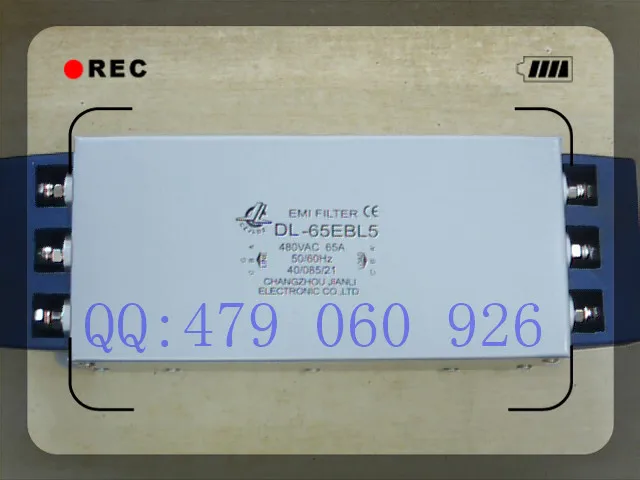 REC
EMI FILTER CE
DL-65EBL5
480VAC 65A
50/60Hz
40/085/21
CHANGZHOU JIANLI
ELECTRONIC CO.,LTD
QQ:479 060 926